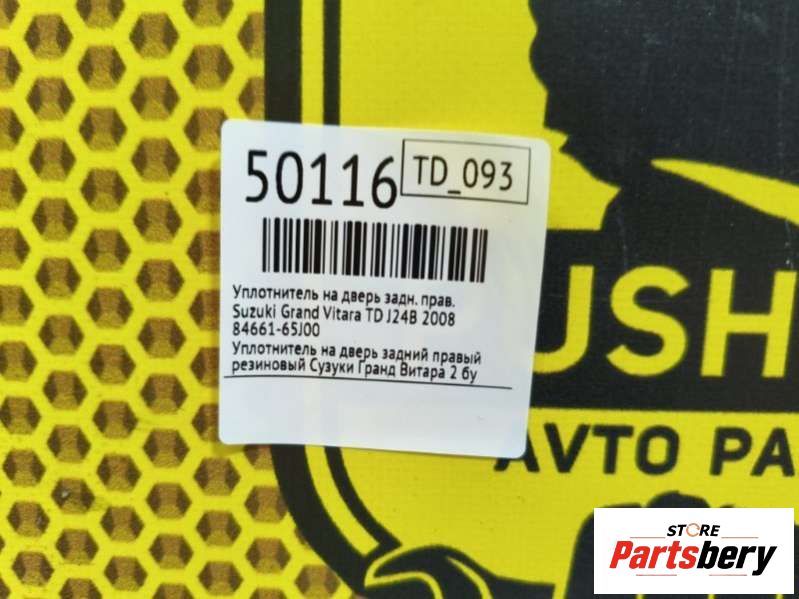 50116
TD_093
Уплотнитель на дверь задн. прав.
Suzuki Grand Vitara TD J24B 2008
84661-65J00
Уплотнитель на дверь задний правый
резиновый Сузуки Гранд Витара 2 бу
USH
AVTO PA
STORE
Partsbery